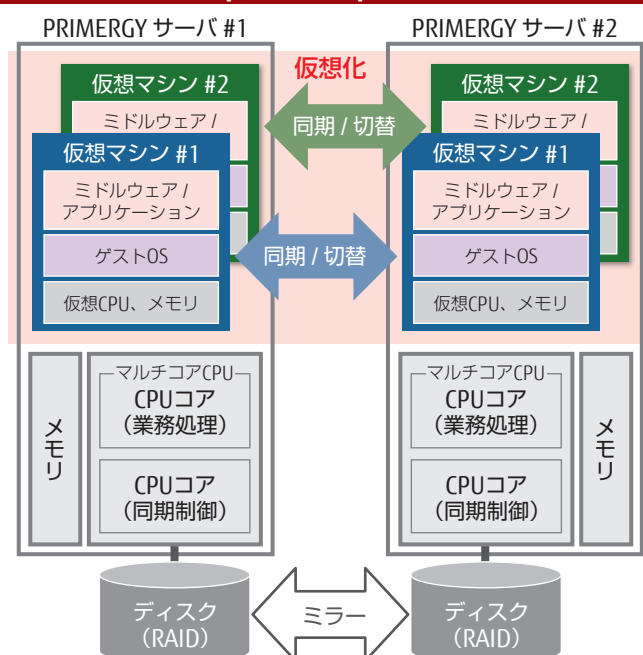 PRIMERGY サーバ #1
PRIMERGY サーバ #2
仮想化
仮想マシン #2
ミドルウェア /
仮想マシン #1
ミドルウェア /
アプリケーション
ゲストOS
仮想CPU、メモリ
同期 / 切替
同期 / 切替
仮想マシン #2
ミドルウェア /
仮想マシン #1
ミドルウェア /
アプリケーション
ゲストOS
仮想CPU、メモリ
メモリ
マルチコアCPU
CPUコア
（業務処理）
CPUコア
（同期制御）
マルチコアCPU
CPUコア
（業務処理）
CPUコア
（同期制御）
メモリ
ディスク
（RAID）
ミラー
ディスク
（RAID）